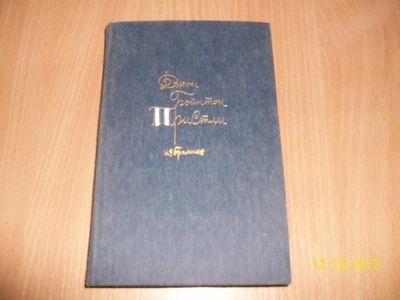 Джон
Бойнтон
Пристли
избранное
12/10/2012